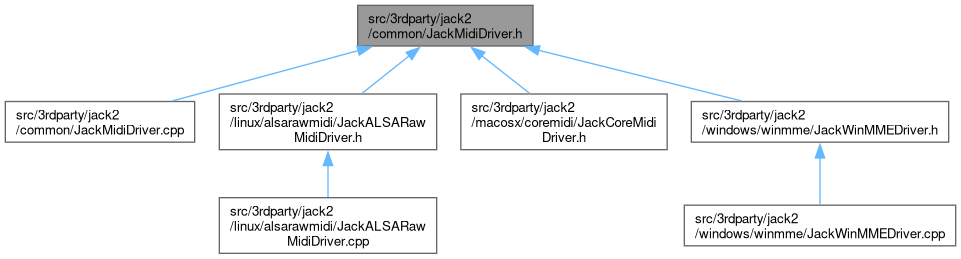 src/3rdparty/jack2
/common/JackMidiDriver.h
src/3rdparty/jack2
/common/JackMidiDriver.cpp
src/3rdparty/jack2
/linux/alsarawmidi/JackALSARaw
MidiDriver.h
src/3rdparty/jack2
/macosx/coremidi/JackCoreMidi
Driver.h
src/3rdparty/jack2
/windows/winmme/JackWinMMEDriver.h
src/3rdparty/jack2
/linux/alsarawmidi/JackALSARaw
MidiDriver.cpp
src/3rdparty/jack2
/windows/winmme/JackWinMMEDriver.cpp